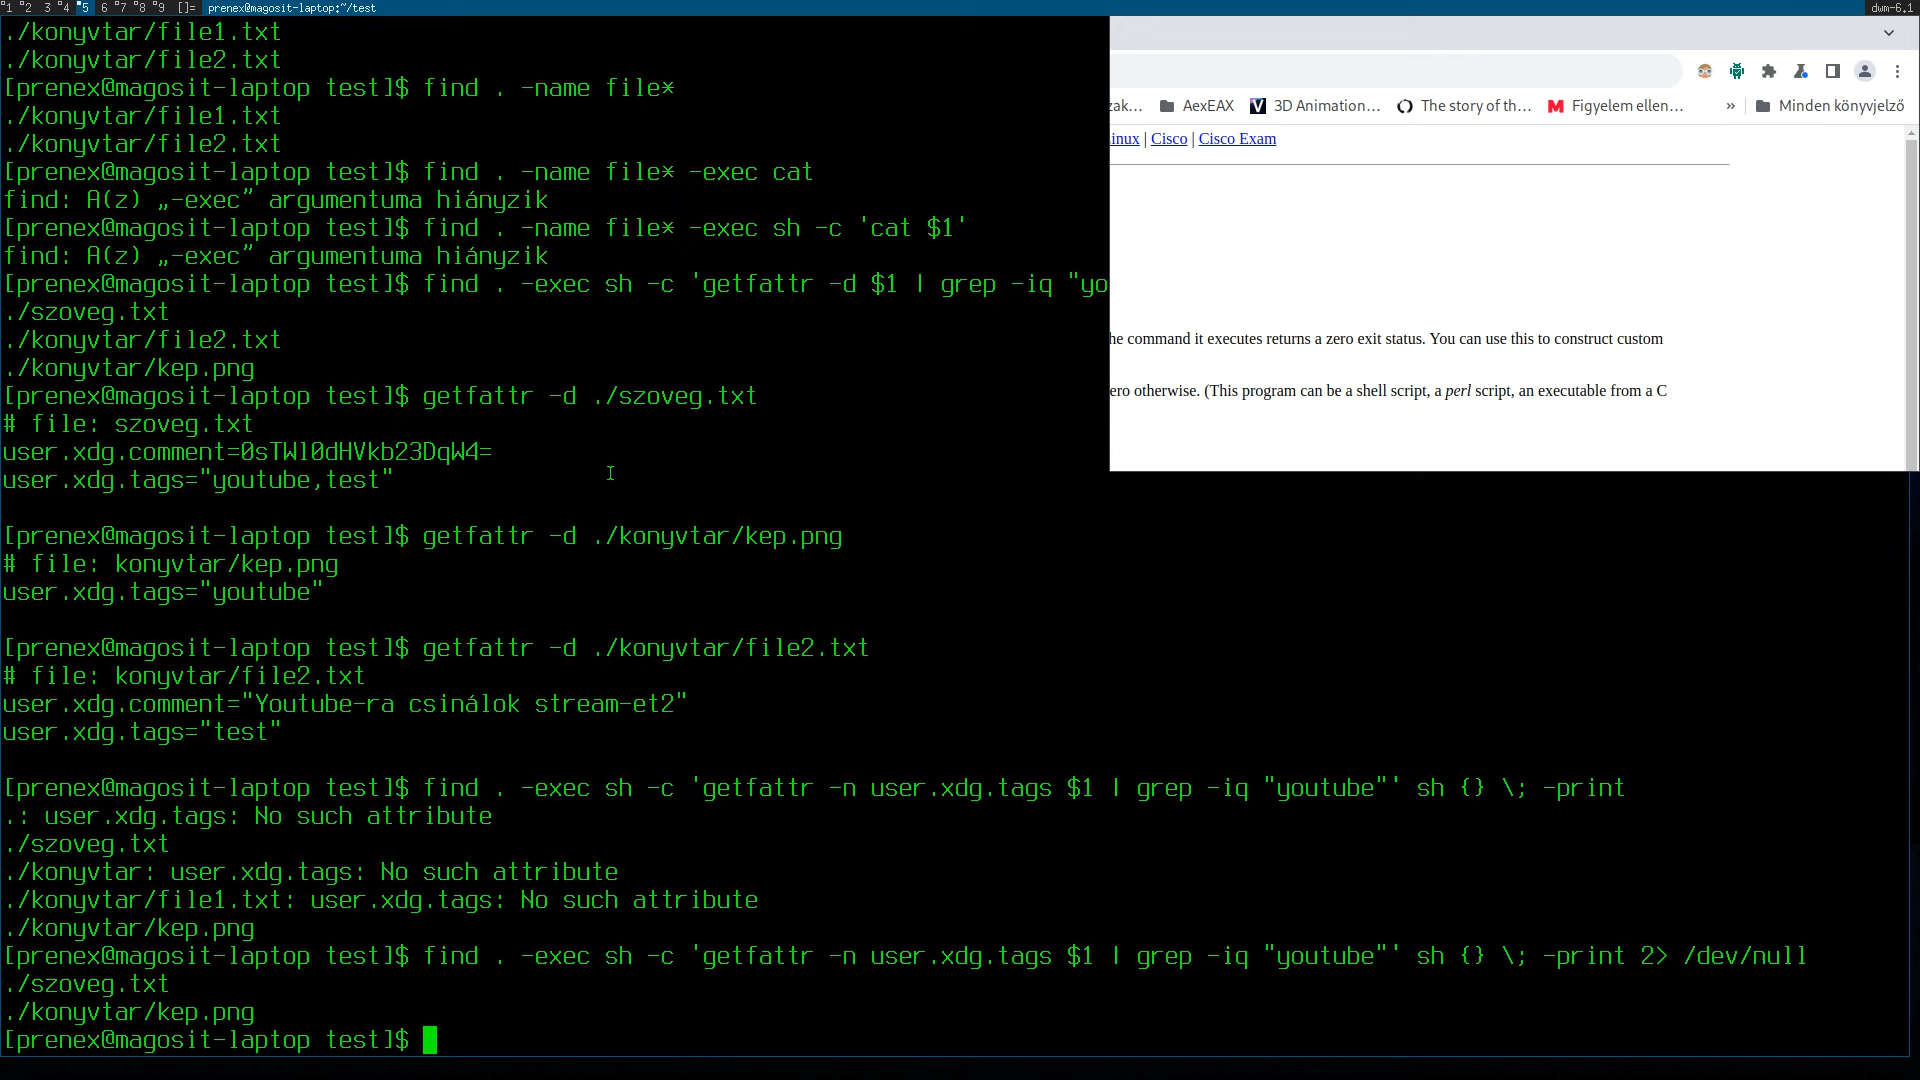 1 2 3 4 5 6 7 8 9 []= prenex@magosit-laptop:~/test dwm-6.1
./konyvtar/file1.txt
./konyvtar/file2.txt
[prenex@magosit-laptop test]$ find . -name file*
./konyvtar/file1.txt
./konyvtar/file2.txt
[prenex@magosit-laptop test]$ find . -name file* -exec cat
find: A(z) „-exec” argumentuma hiányzik
[prenex@magosit-laptop test]$ find . -name file* -exec sh -c 'cat $1'
find: A(z) „-exec” argumentuma hiányzik
[prenex@magosit-laptop test]$ find . -exec sh -c 'getfattr -d $1 | grep -iq "yo
./szoveg.txt
./konyvtar/file2.txt
./konyvtar/kep.png
[prenex@magosit-laptop test]$ getfattr -d ./szoveg.txt
# file: szoveg.txt
user.xdg.comment=0sTWl0dHVkb23DqW4=
user.xdg.tags="youtube,test"
[prenex@magosit-laptop test]$ getfattr -d ./konyvtar/kep.png
# file: konyvtar/kep.png
user.xdg.tags="youtube"
[prenex@magosit-laptop test]$ getfattr -d ./konyvtar/file2.txt
# file: konyvtar/file2.txt
user.xdg.comment="Youtube-ra csinálok stream-et2"
user.xdg.tags="test"
[prenex@magosit-laptop test]$ find . -exec sh -c 'getfattr -n user.xdg.tags $1 | grep -iq "youtube"' sh {} \; -print
.: user.xdg.tags: No such attribute
./szoveg.txt
./konyvtar: user.xdg.tags: No such attribute
./konyvtar/file1.txt: user.xdg.tags: No such attribute
./konyvtar/kep.png
[prenex@magosit-laptop test]$ find . -exec sh -c 'getfattr -n user.xdg.tags $1 | grep -iq "youtube"' sh {} \; -print 2> /dev/null
./szoveg.txt
./konyvtar/kep.png
[prenex@magosit-laptop test]$
zak... AexEAX 3D Animation... The story of th... Figyelem ellen... » Minden könyvjelző
inux | Cisco | Cisco Exam
he command it executes returns a zero exit status. You can use this to construct custom
ero otherwise. (This program can be a shell script, a perl script, an executable from a C